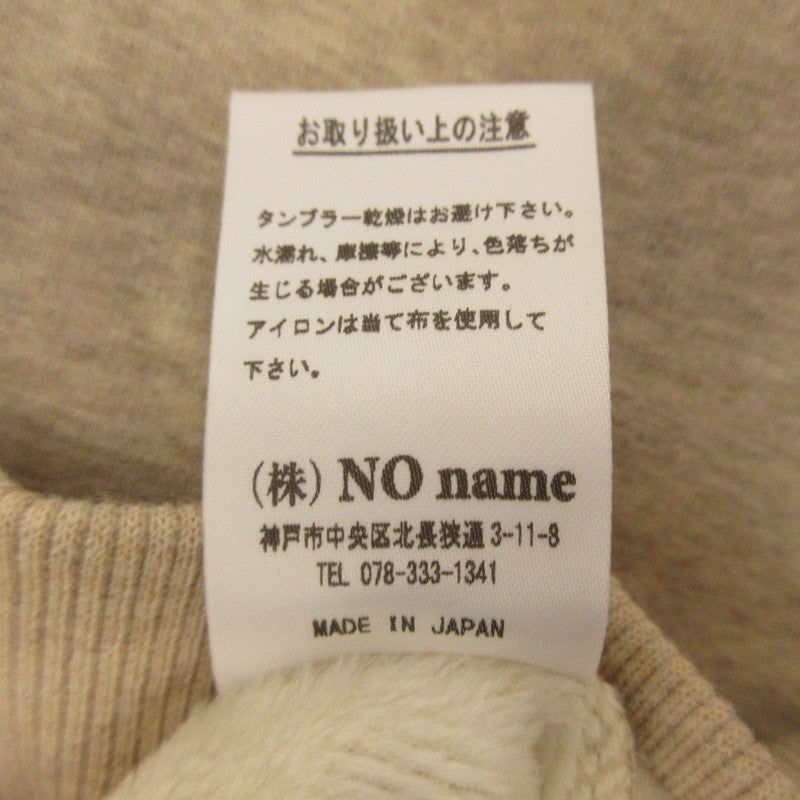 お取り扱い上の注意
タンブラー乾燥はお避け下さい。
水濡れ、摩擦等により、色落ちが
生じる場合がございます。
アイロンは当て布を使用して
下さい。
(株) NO name
神戸市中央区北長狭通 3-11-8
TEL 078-333-1341
MADE IN JAPAN